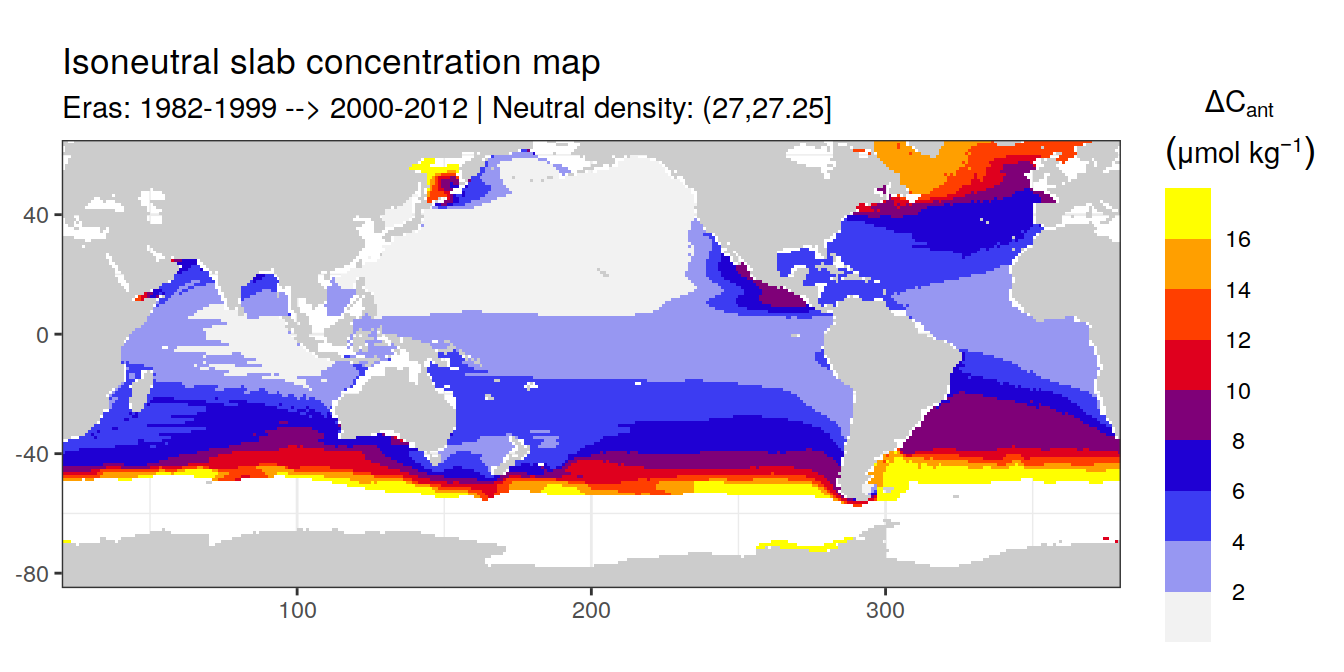 Isoneutral slab concentration map
Eras: 1982-1999 --> 2000-2012 | Neutral density: (27,27.25]
ΔC_ant
(μmol kg⁻¹)
16
14
12
10
8
6
4
2
40
0
-40
-80
100 200 300